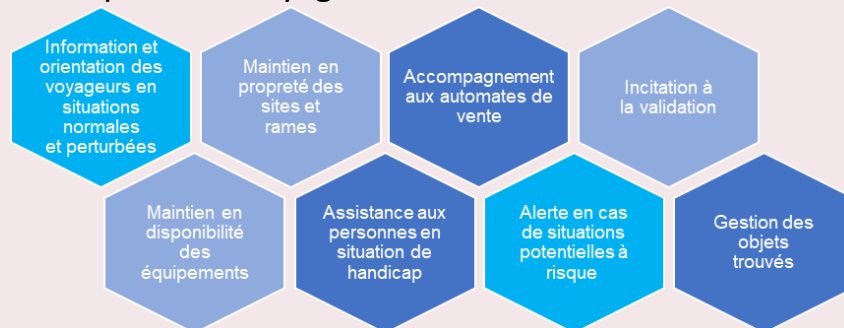 Information et
orientation des
voyageurs en
situations
normales
et perturbées
Maintien en
propreté des
sites et
rames
Accompagnement
aux automates de
vente
Incitation à
la validation
Maintien en
disponibilité
des
équipements
Assistance aux
personnes en
situation de
handicap
Alerte en cas
de situations
potentielles à
risque
Gestion des
objets
trouvés